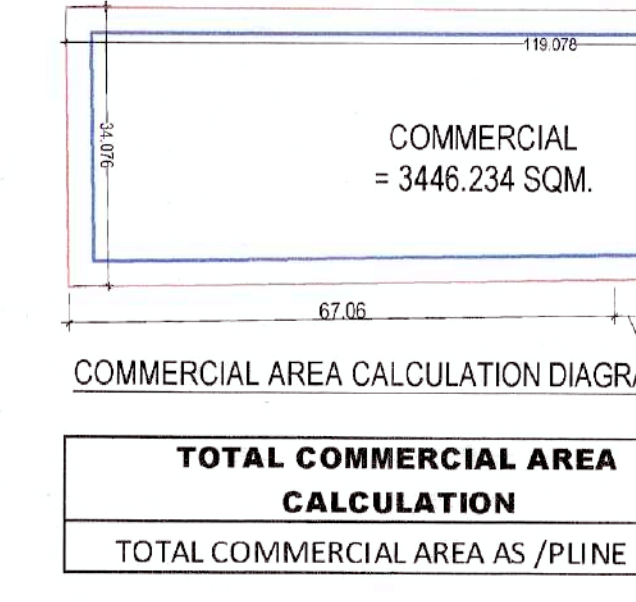 119.078
34.076
COMMERCIAL
= 3446.234 SQM.
67.06
COMMERCIAL AREA CALCULATION DIAGRA
TOTAL COMMERCIAL AREA
CALCULATION
TOTAL COMMERCIAL AREA AS /PLINE